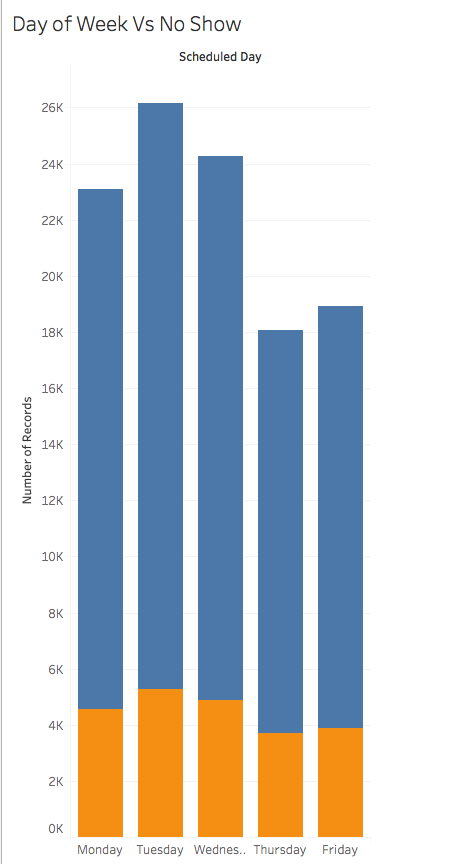 Day of Week Vs No Show
Scheduled Day
26K
24K
22K
20K
18K
16K
14K
12K
10K
8K
6K
4K
2K
0K
Number of Records
Monday Tuesday Wednes.. Thursday Friday